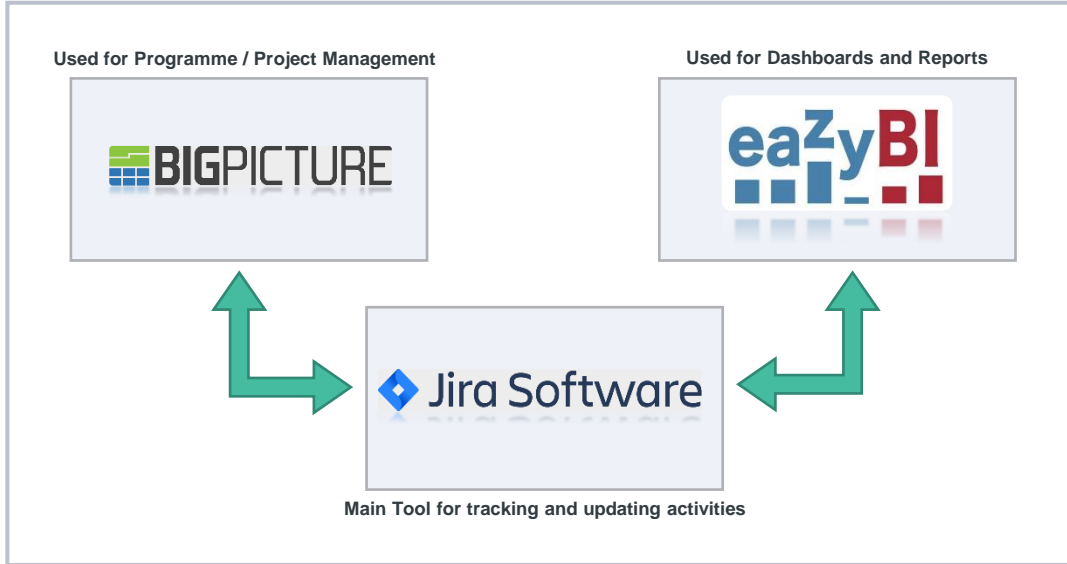 Used for Programme / Project Management
Used for Dashboards and Reports
BIGPICTURE
eazyBI
Jira Software
Main Tool for tracking and updating activities